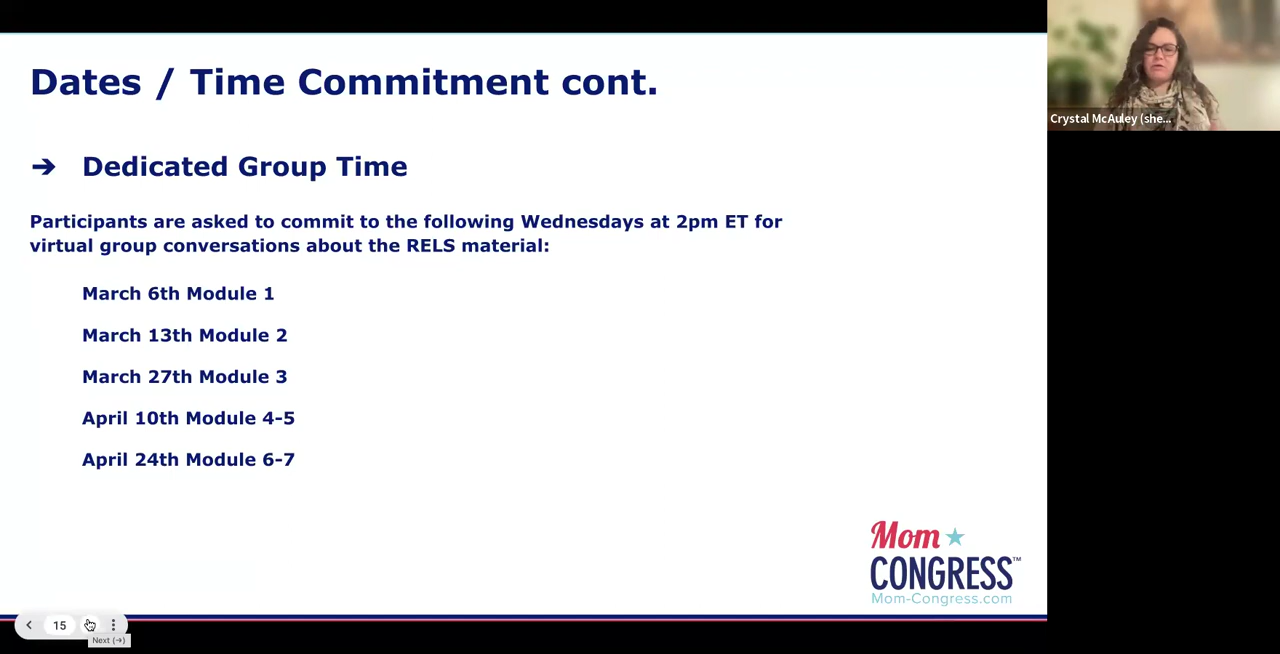 Dates / Time Commitment cont.
➔ Dedicated Group Time
Participants are asked to commit to the following Wednesdays at 2pm ET for
virtual group conversations about the RELS material:
March 6th Module 1
March 13th Module 2
March 27th Module 3
April 10th Module 4-5
April 24th Module 6-7
Mom
CONGRESS™
Mom-Congress.com
15
Next (→)
Crystal McAuley (she...